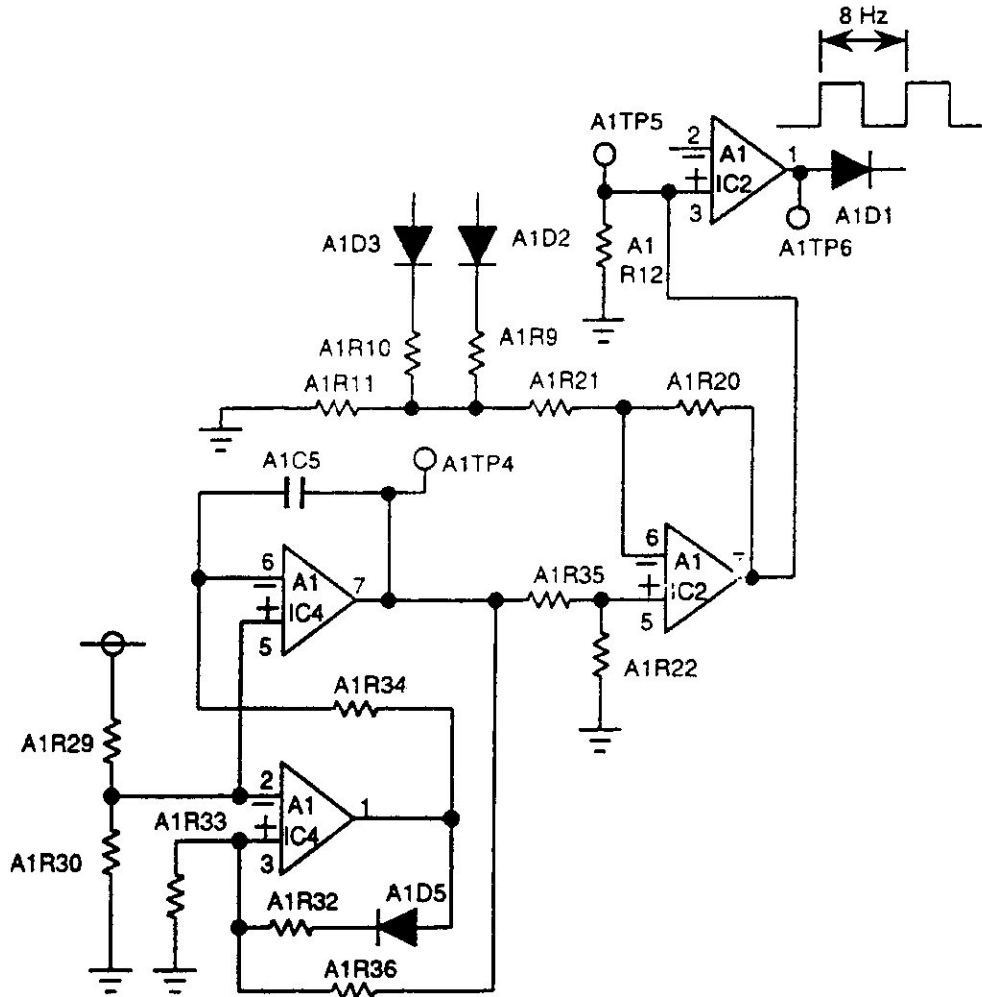 8 Hz
A1TP5
2
− A1
+ IC2
3
1
A1D1
A1TP6
A1
R12
A1D3
A1D2
A1R10
A1R9
A1R11
A1R21
A1R20
A1C5
A1TP4
6
− A1
+ IC4
5
7
A1R35
6
− A1
+ IC2
5
7
A1R22
A1R34
A1R29
2
− A1
+ IC4
3
1
A1R33
A1R30
A1R32
A1D5
A1R36